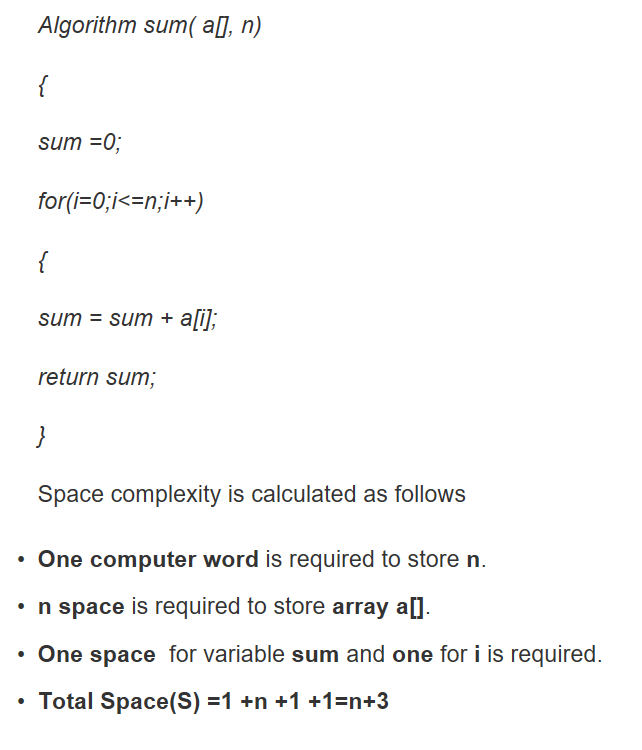 Algorithm sum( a[], n)
{
sum =0;
for(i=0;i<=n;i++)
{
sum = sum + a[i];
return sum;
}
Space complexity is calculated as follows
• One computer word is required to store n.
• n space is required to store array a[].
• One space  for variable sum and one for i is required.
• Total Space(S) =1 +n +1 +1=n+3